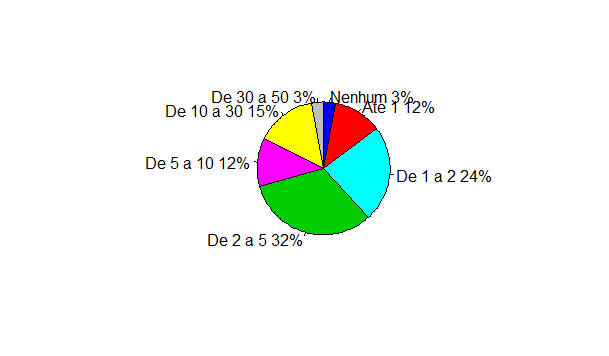 De 30 a 50 3%
Nenhum 3%
Ate 1 12%
De 10 a 30 15%
De 5 a 10 12%
De 1 a 2 24%
De 2 a 5 32%